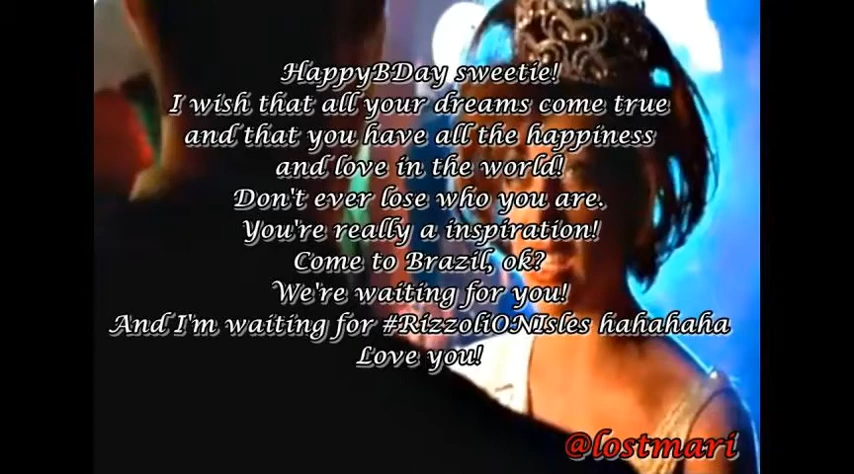 HappyBDay sweetie!
I wish that all your dreams come true
and that you have all the happiness
and love in the world!
Don't ever lose who you are.
You're really a inspiration!
Come to Brazil, ok?
We're waiting for you!
And I'm waiting for #RizzoliONIsles hahahaha
Love you!
@lostmari